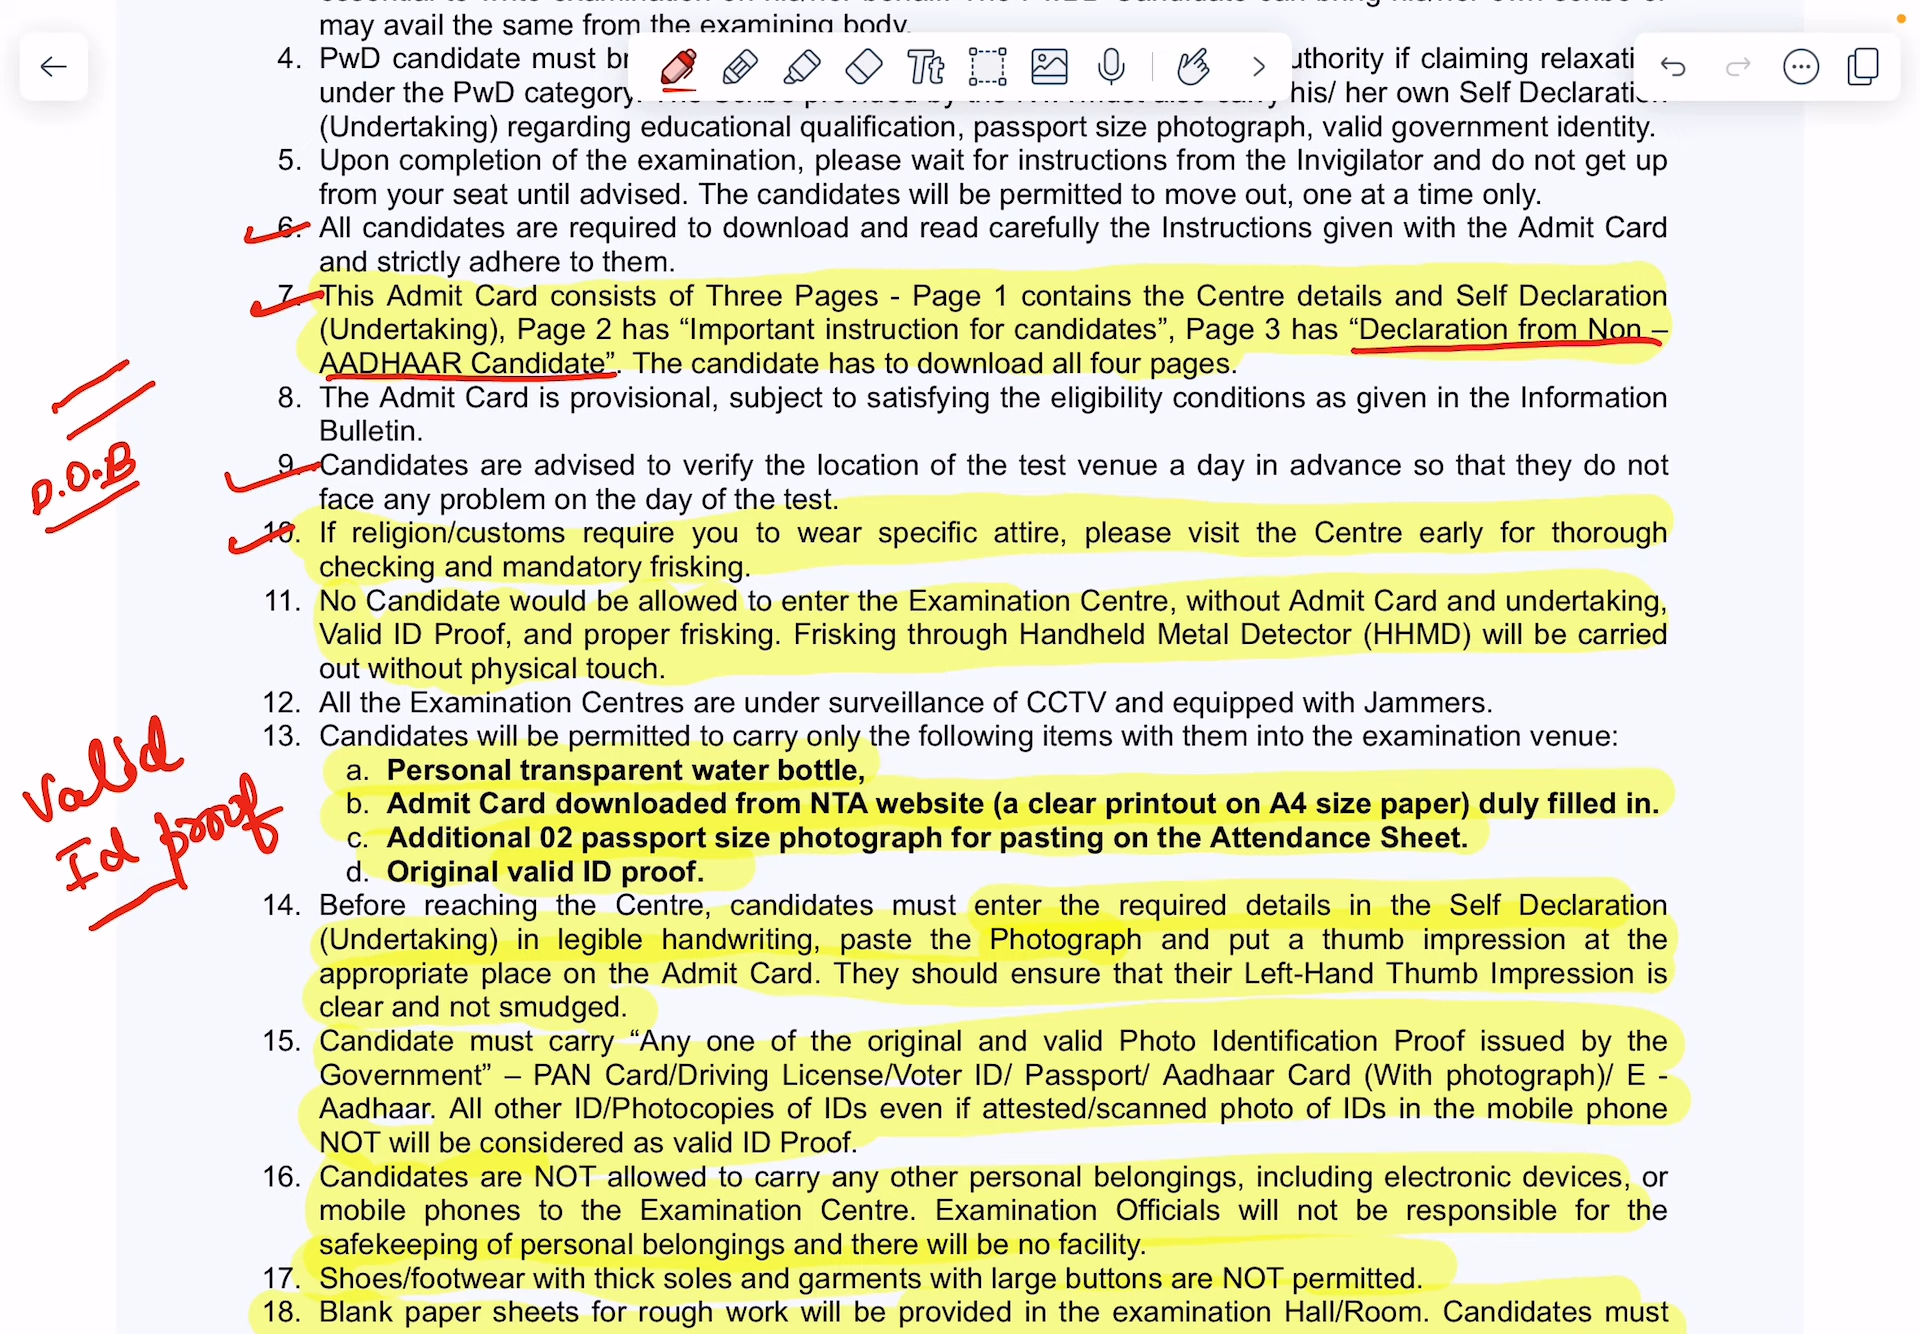 may avail the same from the examining body.
4. PwD candidate must br uthority if claiming relaxati
under the PwD category. his/ her own Self Declaration
(Undertaking) regarding educational qualification, passport size photograph, valid government identity.
5. Upon completion of the examination, please wait for instructions from the Invigilator and do not get up
from your seat until advised. The candidates will be permitted to move out, one at a time only.
6. All candidates are required to download and read carefully the Instructions given with the Admit Card
and strictly adhere to them.
7. This Admit Card consists of Three Pages - Page 1 contains the Centre details and Self Declaration
(Undertaking), Page 2 has “Important instruction for candidates”, Page 3 has “Declaration from Non –
AADHAAR Candidate”. The candidate has to download all four pages.
8. The Admit Card is provisional, subject to satisfying the eligibility conditions as given in the Information
Bulletin.
D.O.B
9. Candidates are advised to verify the location of the test venue a day in advance so that they do not
face any problem on the day of the test.
10. If religion/customs require you to wear specific attire, please visit the Centre early for thorough
checking and mandatory frisking.
11. No Candidate would be allowed to enter the Examination Centre, without Admit Card and undertaking,
Valid ID Proof, and proper frisking. Frisking through Handheld Metal Detector (HHMD) will be carried
out without physical touch.
12. All the Examination Centres are under surveillance of CCTV and equipped with Jammers.
13. Candidates will be permitted to carry only the following items with them into the examination venue:
a. Personal transparent water bottle,
b. Admit Card downloaded from NTA website (a clear printout on A4 size paper) duly filled in.
c. Additional 02 passport size photograph for pasting on the Attendance Sheet.
d. Original valid ID proof.
Valid
Id proof
14. Before reaching the Centre, candidates must enter the required details in the Self Declaration
(Undertaking) in legible handwriting, paste the Photograph and put a thumb impression at the
appropriate place on the Admit Card. They should ensure that their Left-Hand Thumb Impression is
clear and not smudged.
15. Candidate must carry “Any one of the original and valid Photo Identification Proof issued by the
Government” – PAN Card/Driving License/Voter ID/ Passport/ Aadhaar Card (With photograph)/ E -
Aadhaar. All other ID/Photocopies of IDs even if attested/scanned photo of IDs in the mobile phone
NOT will be considered as valid ID Proof.
16. Candidates are NOT allowed to carry any other personal belongings, including electronic devices, or
mobile phones to the Examination Centre. Examination Officials will not be responsible for the
safekeeping of personal belongings and there will be no facility.
17. Shoes/footwear with thick soles and garments with large buttons are NOT permitted.
18. Blank paper sheets for rough work will be provided in the examination Hall/Room. Candidates must